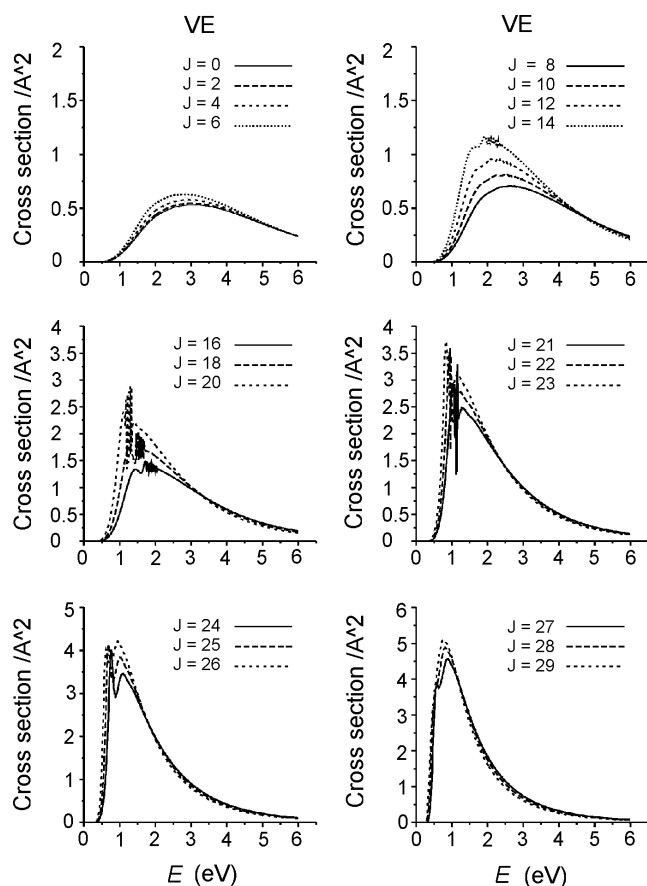 VE
VE
Cross section /A^2
2
1.5
1
0.5
0
J = 0
J = 2
J = 4
J = 6
0 1 2 3 4 5 6
Cross section /A^2
2
1.5
1
0.5
0
J = 8
J = 10
J = 12
J = 14
0 1 2 3 4 5 6
Cross section /A^2
4
3.5
3
2.5
2
1.5
1
0.5
0
J = 16
J = 18
J = 20
0 1 2 3 4 5 6
Cross section /A^2
4
3.5
3
2.5
2
1.5
1
0.5
0
J = 21
J = 22
J = 23
0 1 2 3 4 5 6
Cross section /A^2
5
4
3
2
1
0
J = 24
J = 25
J = 26
0 1 2 3 4 5 6
E (eV)
Cross section /A^2
6
5
4
3
2
1
0
J = 27
J = 28
J = 29
0 1 2 3 4 5 6
E (eV)